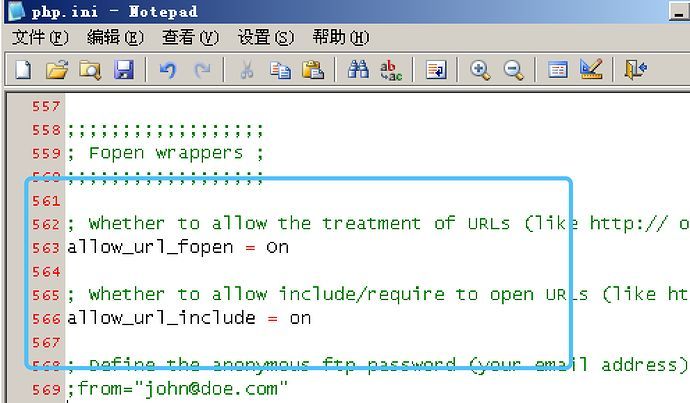 php.ini - Notepad
文件(F) 编辑(E) 查看(V) 设置(S) 帮助(H)
ab
ac
557
558 ;;;;;;;;;;;;;;;;;;
559 ; Fopen wrappers ;
560 ;;;;;;;;;;;;;;;;;;
561
562 ; Whether to allow the treatment of URLs (like http:// o
563 allow_url_fopen = On
564
565 ; Whether to allow include/require to open URLs (like ht
566 allow_url_include = on
567
568 ; Define the anonymous ftp password (your email address)
569 ;from="john@doe.com"